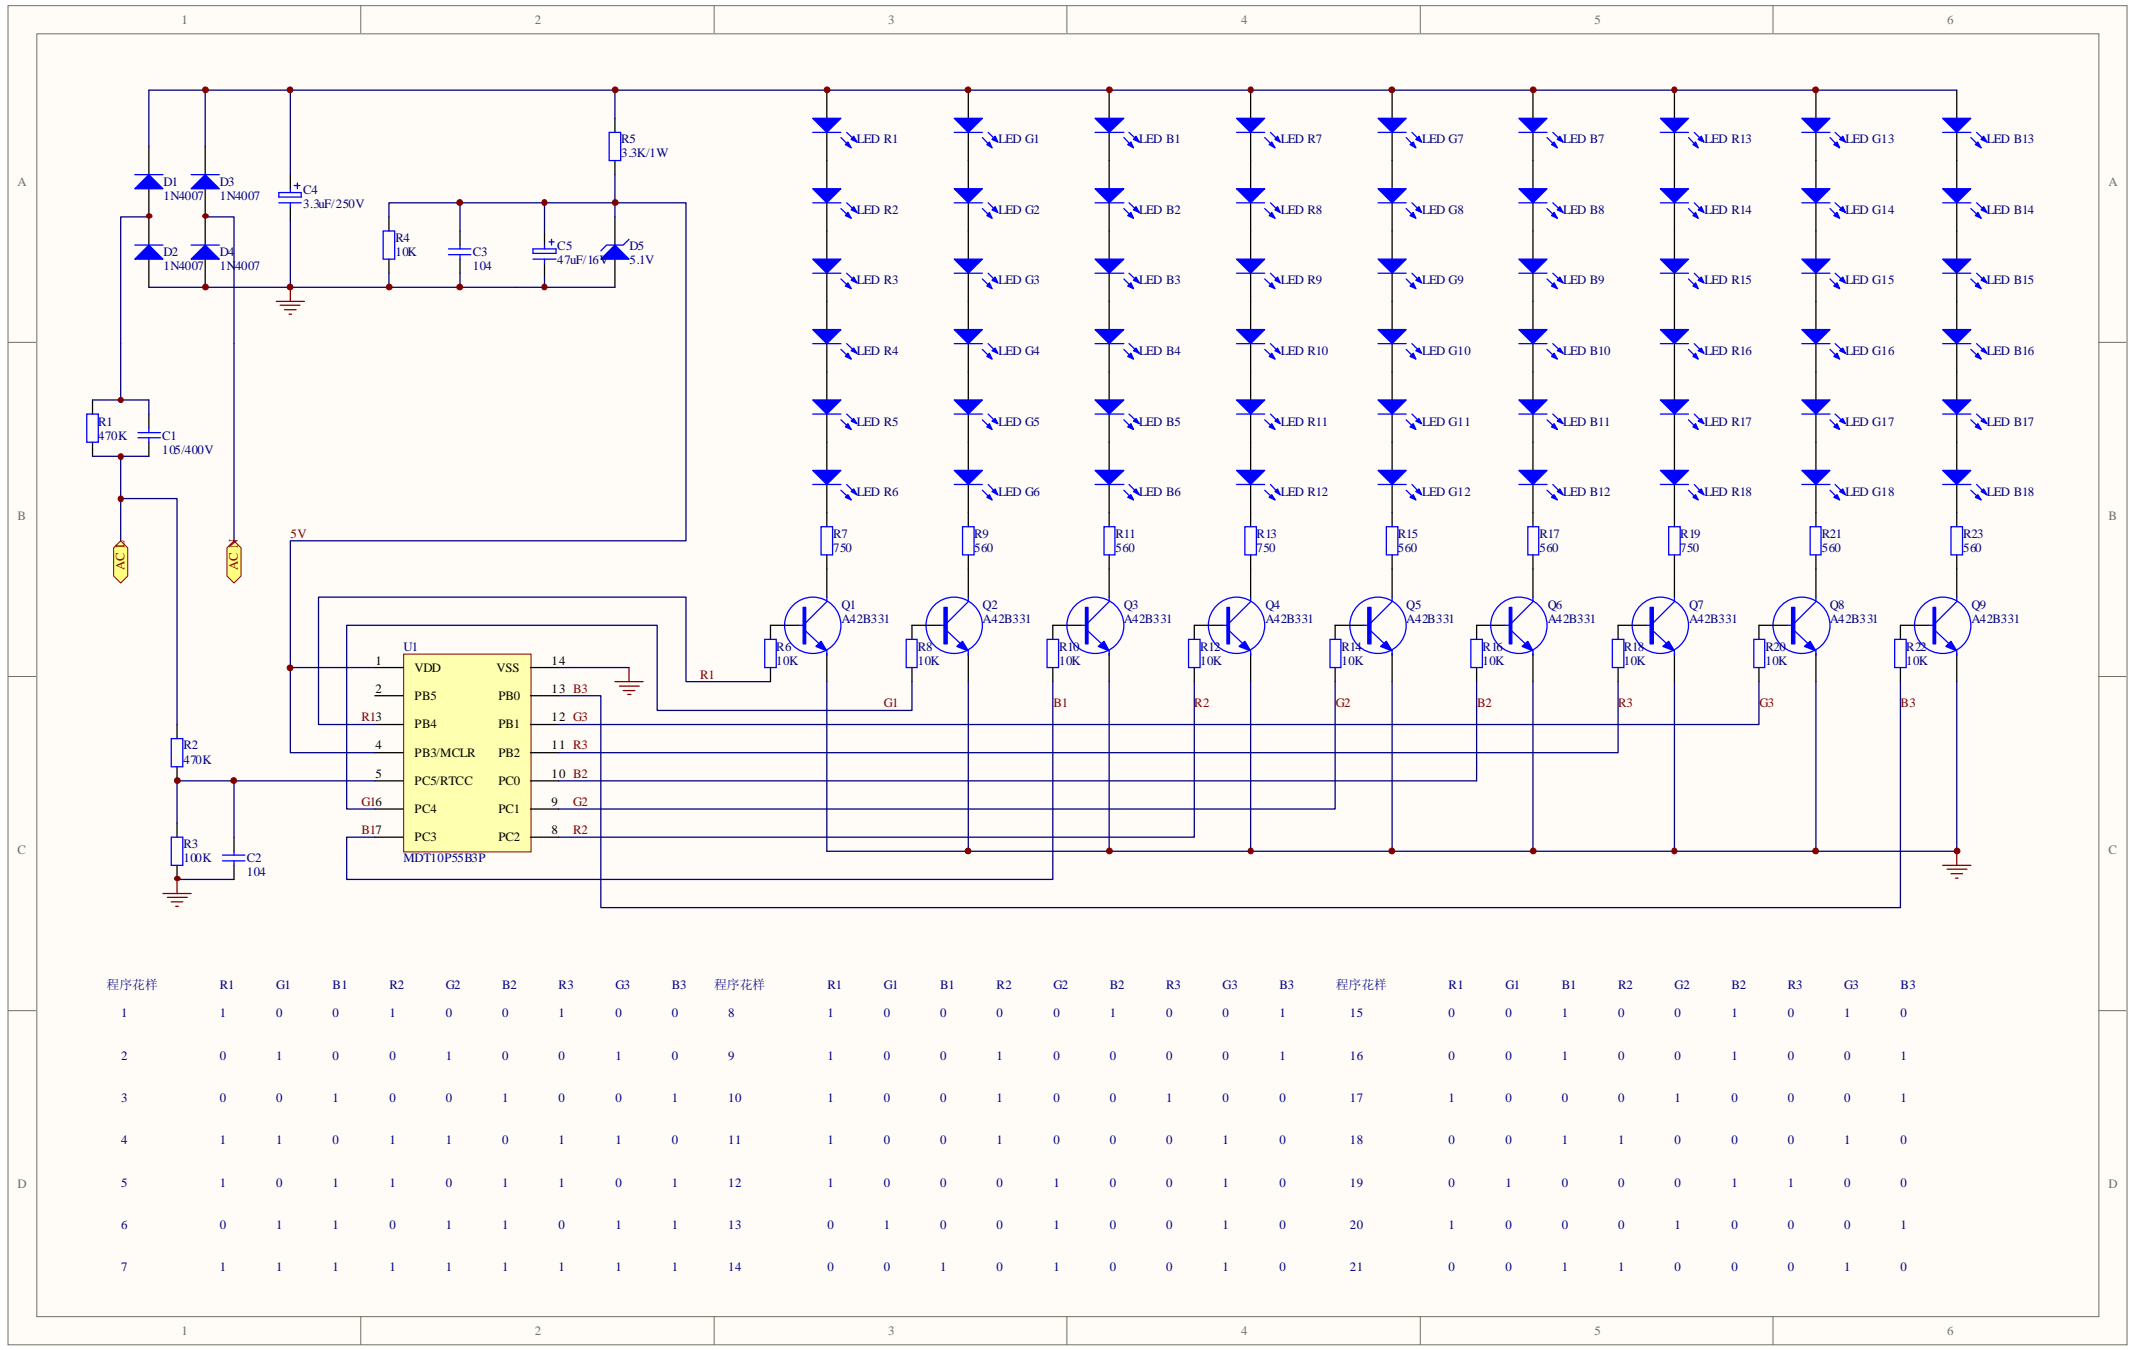 1 2 3 4 5 6
A
D1
1N4007
D3
1N4007
C4
3.3uF/250V
R5
3.3K/1W
D2
1N4007
D4
1N4007
R4
10K
C3
104
C5
47uF/16V
D5
5.1V
LED R1 LED G1 LED B1 LED R7 LED G7 LED B7 LED R13 LED G13 LED B13
A
LED R2 LED G2 LED B2 LED R8 LED G8 LED B8 LED R14 LED G14 LED B14
LED R3 LED G3 LED B3 LED R9 LED G9 LED B9 LED R15 LED G15 LED B15
LED R4 LED G4 LED B4 LED R10 LED G10 LED B10 LED R16 LED G16 LED B16
LED R5 LED G5 LED B5 LED R11 LED G11 LED B11 LED R17 LED G17 LED B17
LED R6 LED G6 LED B6 LED R12 LED G12 LED B12 LED R18 LED G18 LED B18
R1
470K
C1
105/400V
B
B
5V
AC
AC
R7
750
R9
560
R11
560
R13
750
R15
560
R17
560
R19
750
R21
560
R23
560
Q1
A42B331
Q2
A42B331
Q3
A42B331
Q4
A42B331
Q5
A42B331
Q6
A42B331
Q7
A42B331
Q8
A42B331
Q9
A42B331
R6
10K
R8
10K
R10
10K
R12
10K
R14
10K
R16
10K
R18
10K
R20
10K
R22
10K
R1 G1 B1 R2 G2 B2 R3 G3 B3
U1
1 VDD VSS 14
2 PB5 PB0 13 B3
R1 3 PB4 PB1 12 G3
4 PB3/MCLR PB2 11 R3
5 PC5/RTCC PC0 10 B2
G1 6 PC4 PC1 9 G2
B1 7 PC3 PC2 8 R2
MDT10P55B3P
R2
470K
R3
100K
C2
104
C
C
程序花样 R1 G1 B1 R2 G2 B2 R3 G3 B3 程序花样 R1 G1 B1 R2 G2 B2 R3 G3 B3 程序花样 R1 G1 B1 R2 G2 B2 R3 G3 B3
1 1 0 0 1 0 0 1 0 0 8 1 0 0 0 0 1 0 0 1 15 0 0 1 0 0 1 0 1 0
2 0 1 0 0 1 0 0 1 0 9 1 0 0 1 0 0 0 0 1 16 0 0 1 0 0 1 0 0 1
3 0 0 1 0 0 1 0 0 1 10 1 0 0 1 0 0 1 0 0 17 1 0 0 0 1 0 0 0 1
4 1 1 0 1 1 0 1 1 0 11 1 0 0 1 0 0 0 1 0 18 0 0 1 1 0 0 0 1 0
5 1 0 1 1 0 1 1 0 1 12 1 0 0 0 1 0 0 1 0 19 0 1 0 0 0 1 1 0 0
6 0 1 1 0 1 1 0 1 1 13 0 1 0 0 1 0 0 1 0 20 1 0 0 0 1 0 0 0 1
7 1 1 1 1 1 1 1 1 1 14 0 0 1 0 1 0 0 1 0 21 0 0 1 1 0 0 0 1 0
D
D
1 2 3 4 5 6